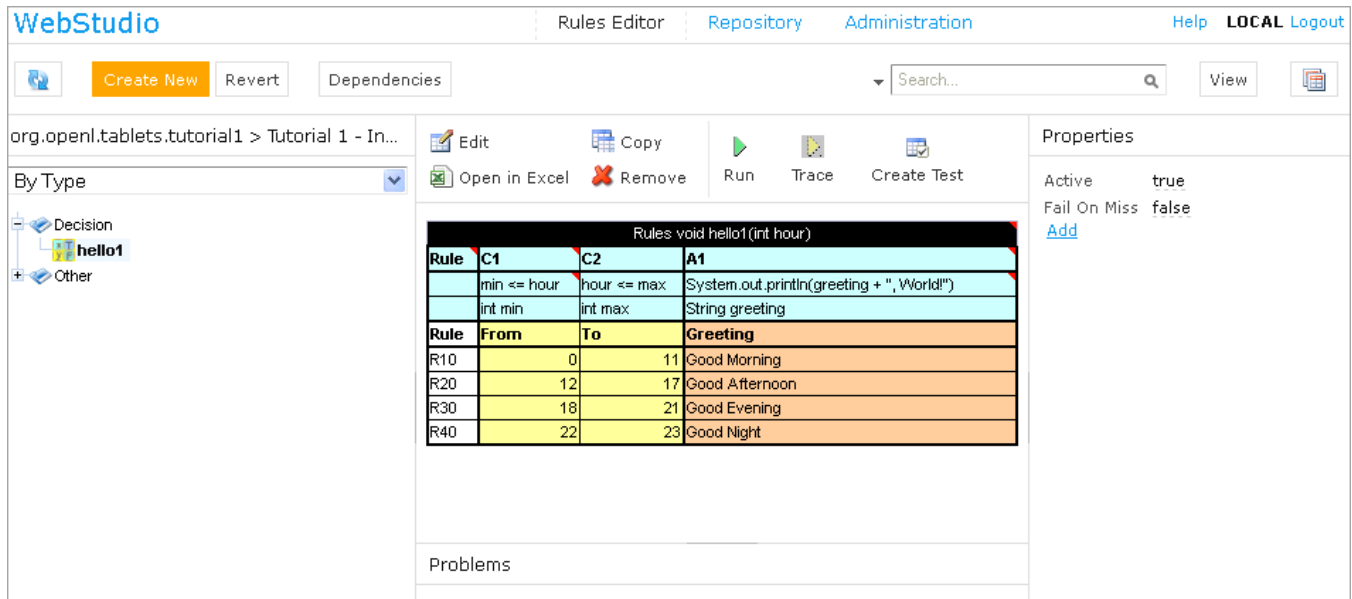 WebStudio Rules Editor Repository Administration Help LOCAL Logout
Create New Revert Dependencies Search... View
org.openl.tablets.tutorial1 > Tutorial 1 - In...
By Type
Decision
hello1
Other
Edit Copy
Open in Excel Remove Run Trace Create Test
Rules void hello1(int hour)
Rule C1 C2 A1
min <= hour hour <= max System.out.println(greeting + ", World!")
int min int max String greeting
Rule From To Greeting
R10 0 11 Good Morning
R20 12 17 Good Afternoon
R30 18 21 Good Evening
R40 22 23 Good Night
Problems
Properties
Active true
Fail On Miss false
Add